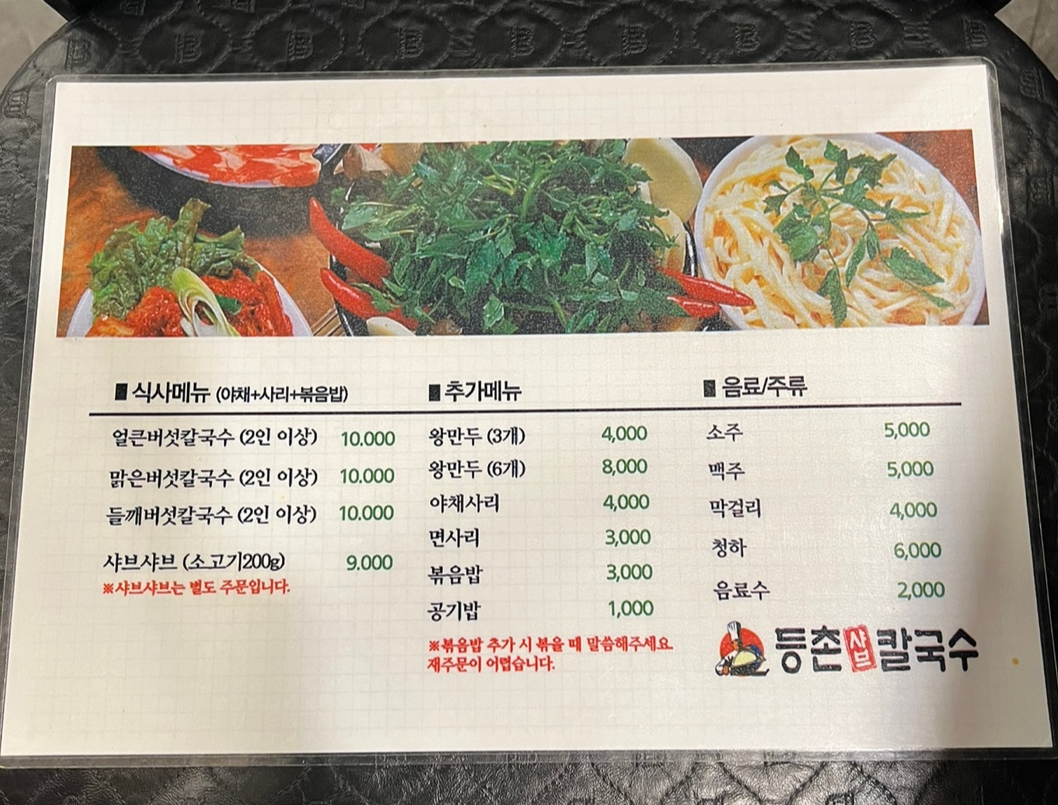 식사메뉴 (야채+사리+볶음밥)
얼큰버섯칼국수 (2인 이상) 10.000
맑은버섯칼국수 (2인 이상) 10.000
들깨버섯칼국수 (2인 이상) 10.000
샤브샤브 (소고기200g) 9.000
※샤브샤브는 별도 주문입니다.
추가메뉴
왕만두 (3개) 4,000
왕만두 (6개) 8,000
야채사리 4,000
면사리 3,000
볶음밥 3,000
공기밥 1,000
※볶음밥 추가 시 볶을 때 말씀해주세요
재주문이 어렵습니다.
음료/주류
소주 5,000
맥주 5,000
막걸리 4,000
청하 6,000
음료수 2,000
등촌샤브칼국수